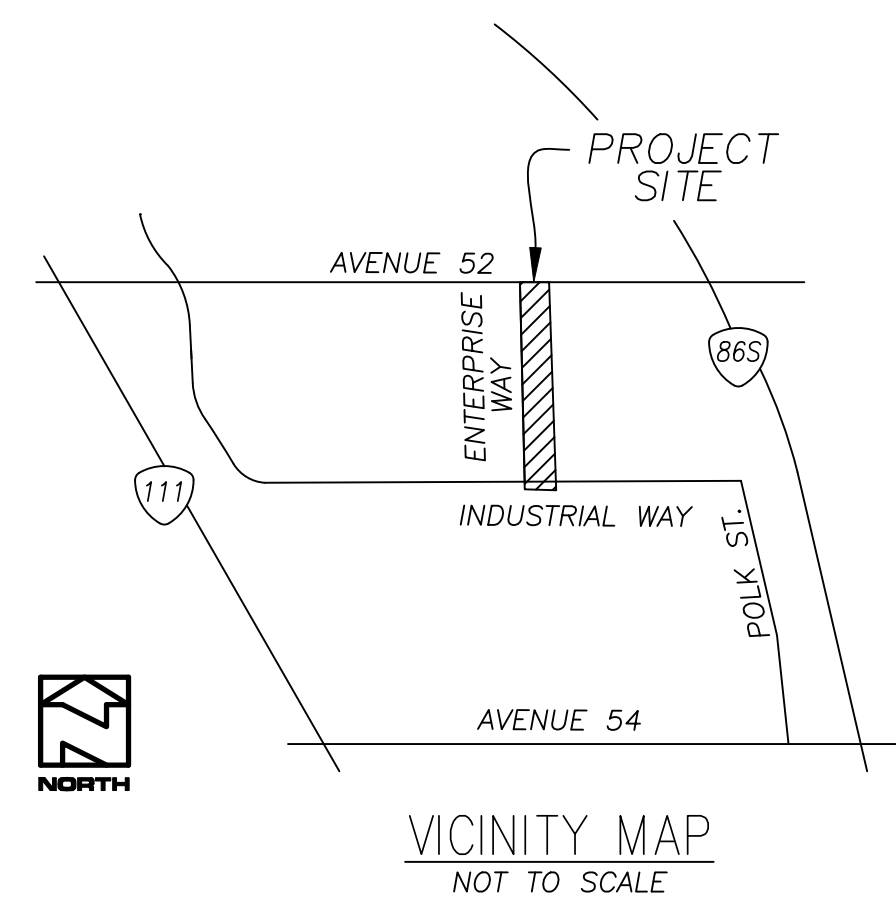 PROJECT
SITE
AVENUE 52
ENTERPRISE
WAY
86S
111
INDUSTRIAL WAY
POLK ST.
AVENUE 54
NORTH
VICINITY MAP
NOT TO SCALE